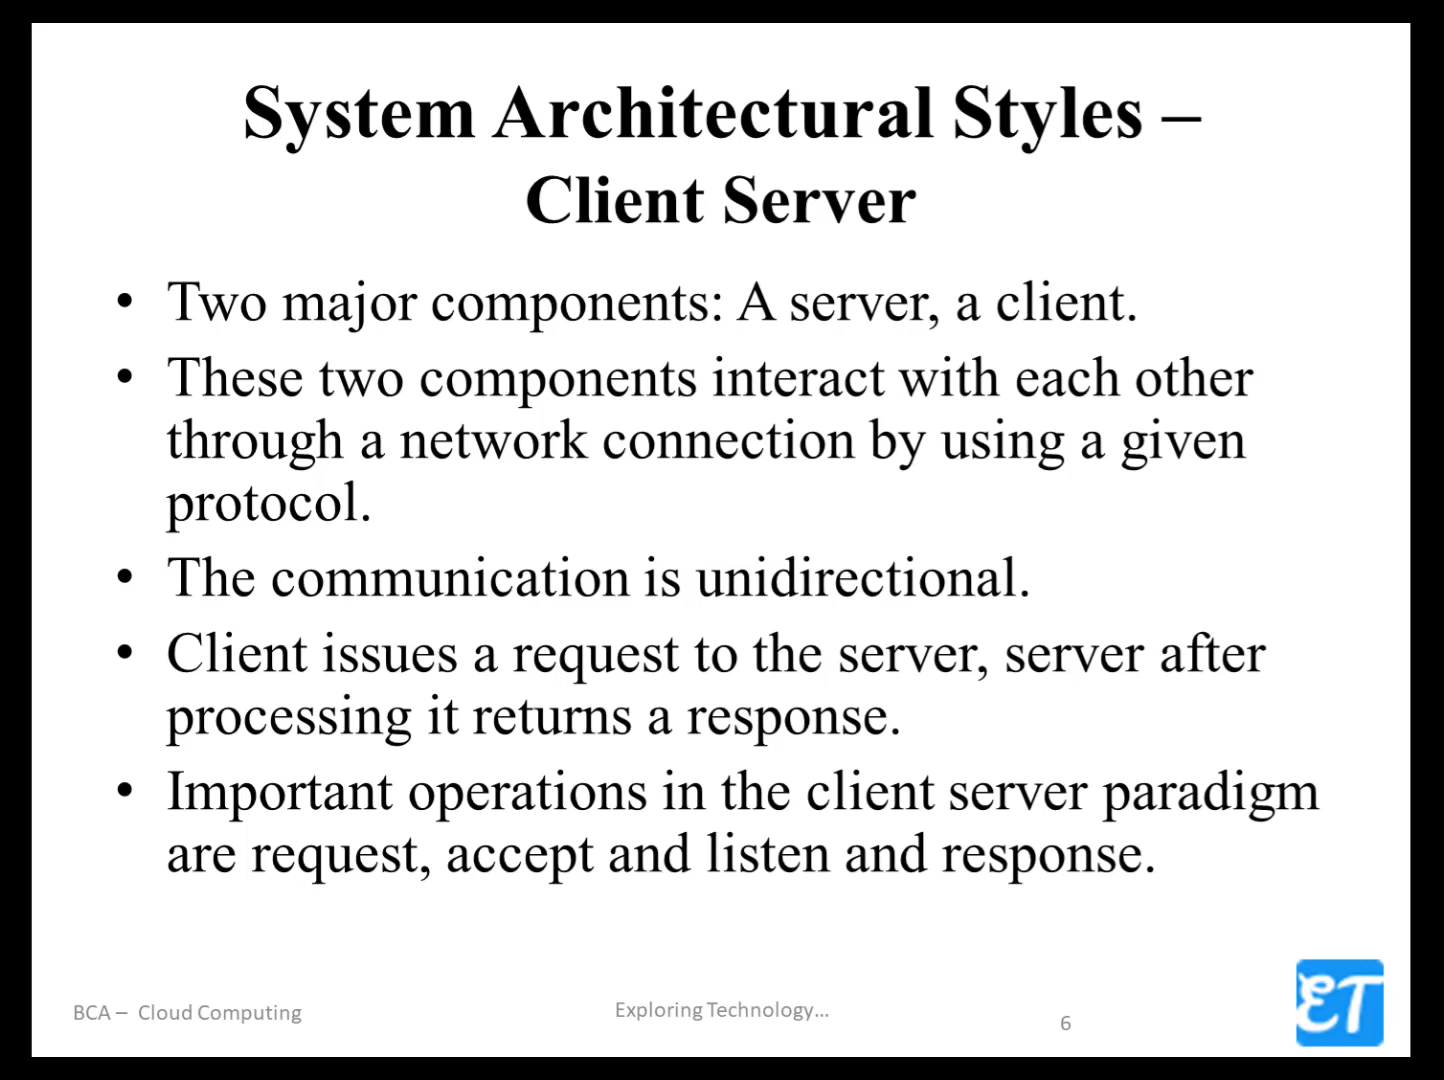 System Architectural Styles –
Client Server
• Two major components: A server, a client.
• These two components interact with each other
through a network connection by using a given
protocol.
• The communication is unidirectional.
• Client issues a request to the server, server after
processing it returns a response.
• Important operations in the client server paradigm
are request, accept and listen and response.
BCA – Cloud Computing
Exploring Technology...
6
ET